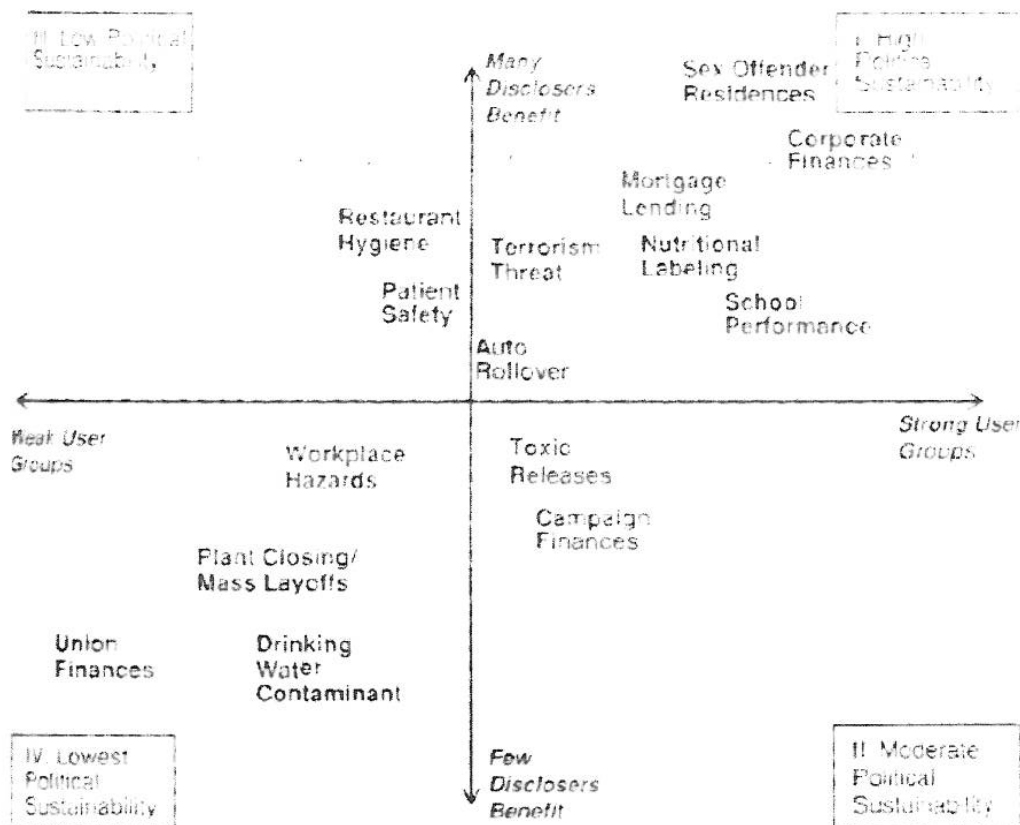 III. Low Political
Sustainability
Many
Disclosers
Benefit
Sex Offender
Residences
I. High
Political
Sustainability
Corporate
Finances
Mortgage
Lending
Restaurant
Hygiene
Terrorism
Threat
Nutritional
Labeling
Patient
Safety
School
Performance
Auto
Rollover
Weak User
Groups
Strong User
Groups
Workplace
Hazards
Toxic
Releases
Campaign
Finances
Plant Closing/
Mass Layoffs
Union
Finances
Drinking
Water
Contaminant
IV. Lowest
Political
Sustainability
Few
Disclosers
Benefit
II. Moderate
Political
Sustainability